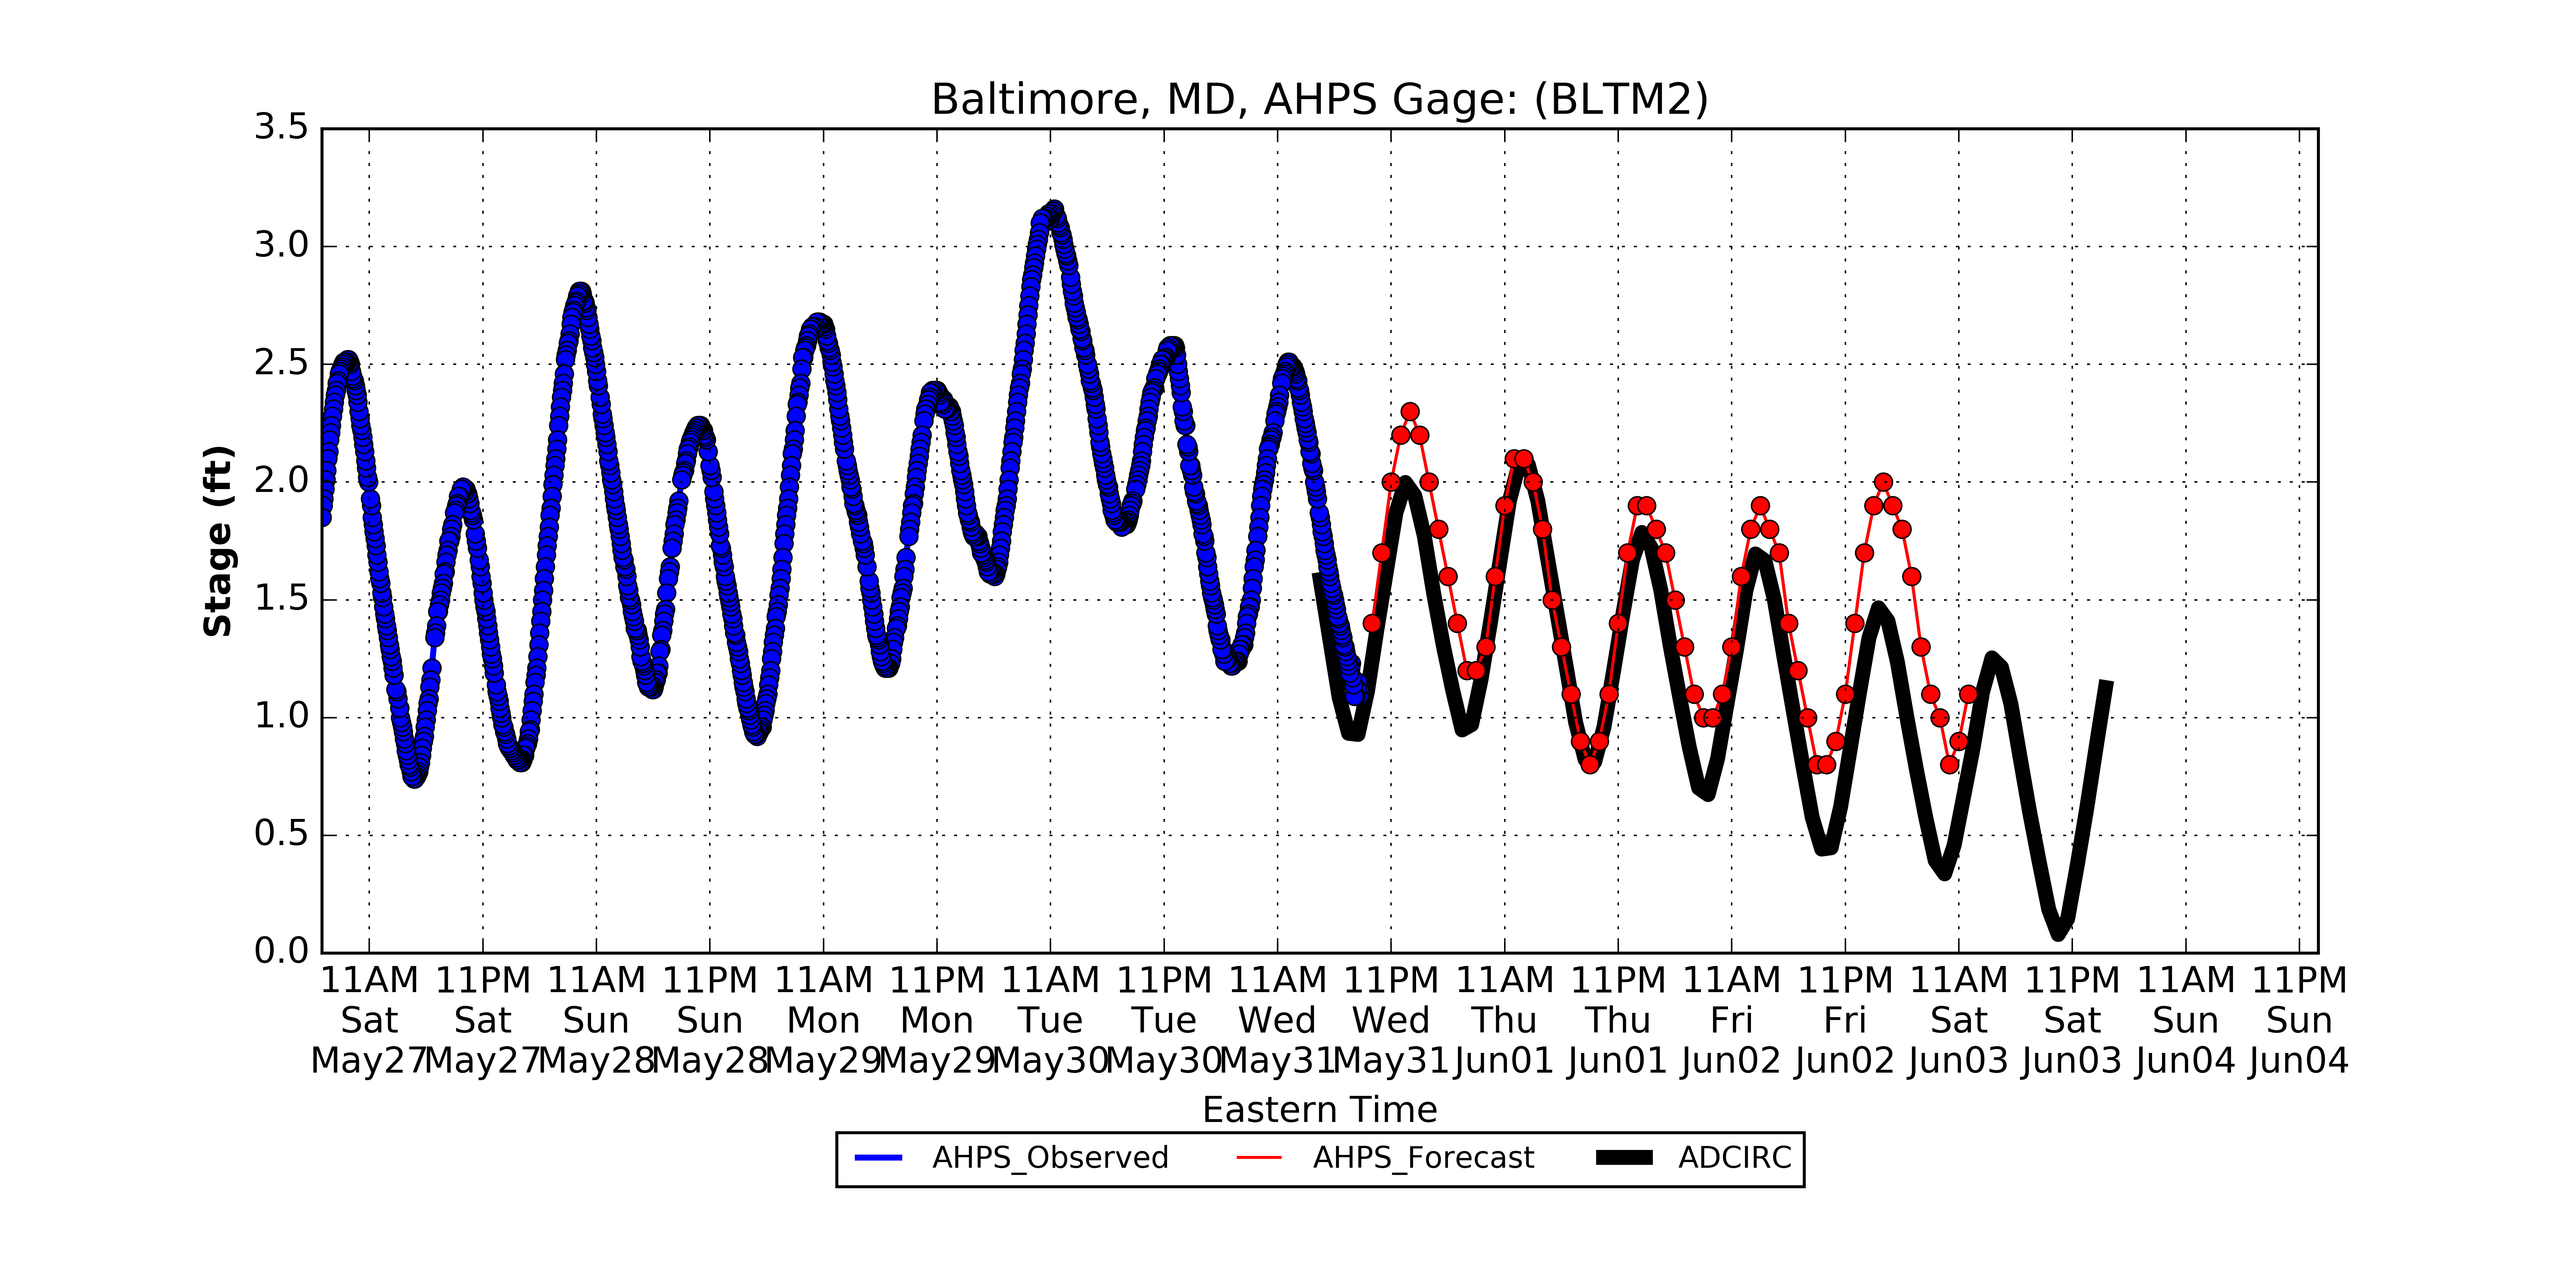 Baltimore, MD, AHPS Gage: (BLTM2)
3.5
3.0
2.5
2.0
1.5
1.0
0.5
0.0
Stage (ft)
11AM 11PM 11AM 11PM 11AM 11PM 11AM 11PM 11AM 11PM 11AM 11PM 11AM 11PM 11AM 11PM 11AM 11PM
Sat Sat Sun Sun Mon Mon Tue Tue Wed Wed Thu Thu Fri Fri Sat Sat Sun Sun
May27 May27 May28 May28 May29 May29 May30 May30 May31 May31 Jun01 Jun01 Jun02 Jun02 Jun03 Jun03 Jun04 Jun04
Eastern Time
AHPS_Observed AHPS_Forecast ADCIRC